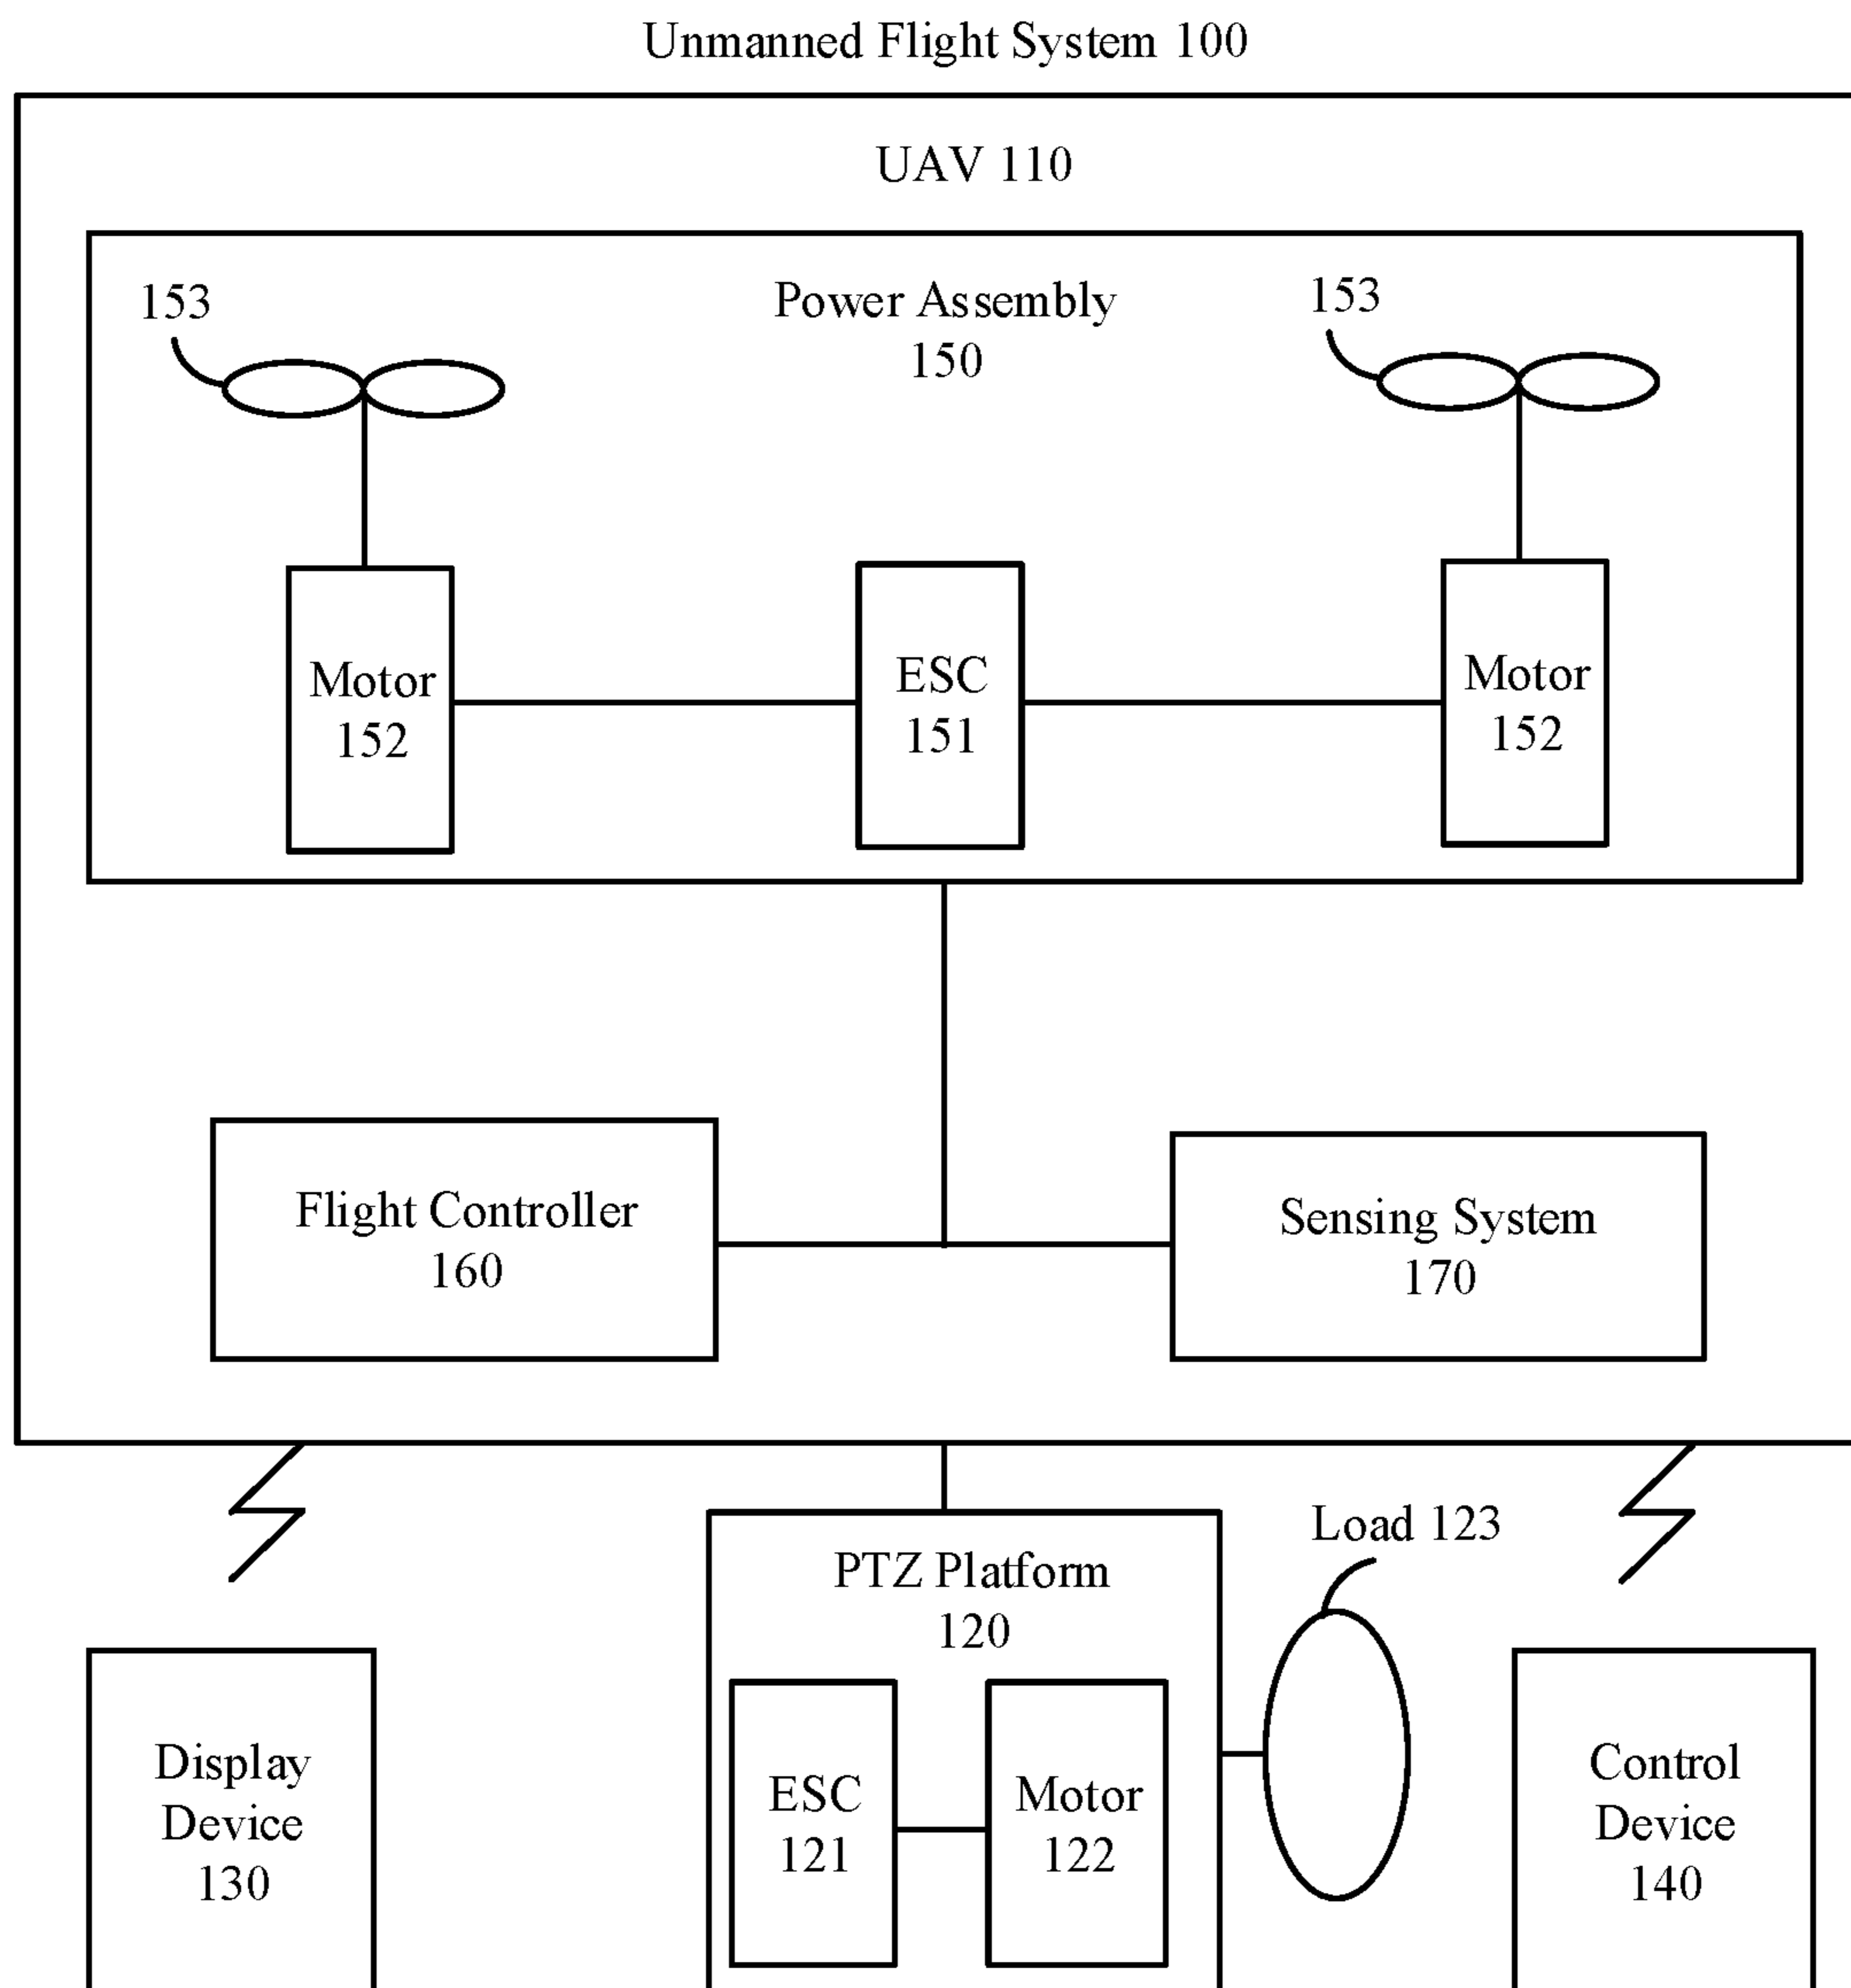 Unmanned Flight System 100
UAV 110
153
Power Assembly
150
153
Motor
152
ESC
151
Motor
152
Flight Controller
160
Sensing System
170
Load 123
PTZ Platform
120
Display
Device
130
ESC
121
Motor
122
Control
Device
140